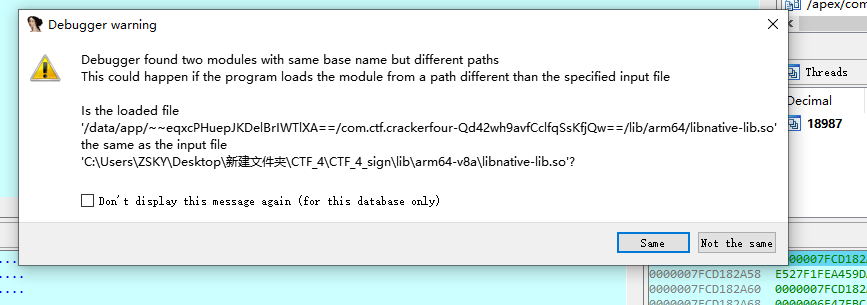 /apex/com
Debugger warning
Debugger found two modules with same base name but different paths
This could happen if the program loads the module from a path different than the specified input file
Is the loaded file
'/data/app/~~eqxcPHuepJKDelBrIWTlXA==/com.ctf.crackerfour-Qd42wh9avfCclfqSsKfjQw==/lib/arm64/libnative-lib.so'
the same as the input file
'C:\Users\ZSKY\Desktop\新建文件夹\CTF_4\CTF_4_sign\lib\arm64-v8a\libnative-lib.so'?
Don't display this message again (for this database only)
Same
Not the same
Threads
Decimal
18987
0000007FCD182A58 E527F1FEA459D
0000007FCD182A60 0000007FCD182